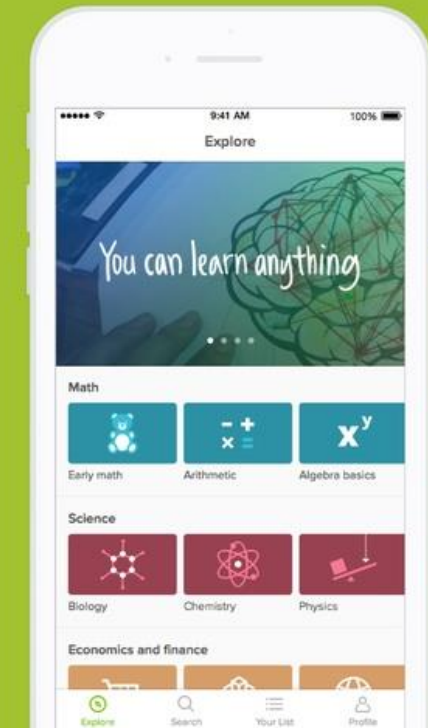 9:41 AM 100%
Explore
You can learn anything
Math
- +
× =
xʸ
Early math Arithmetic Algebra basics
Science
Biology Chemistry Physics
Economics and finance
Explore Search Your List Profile